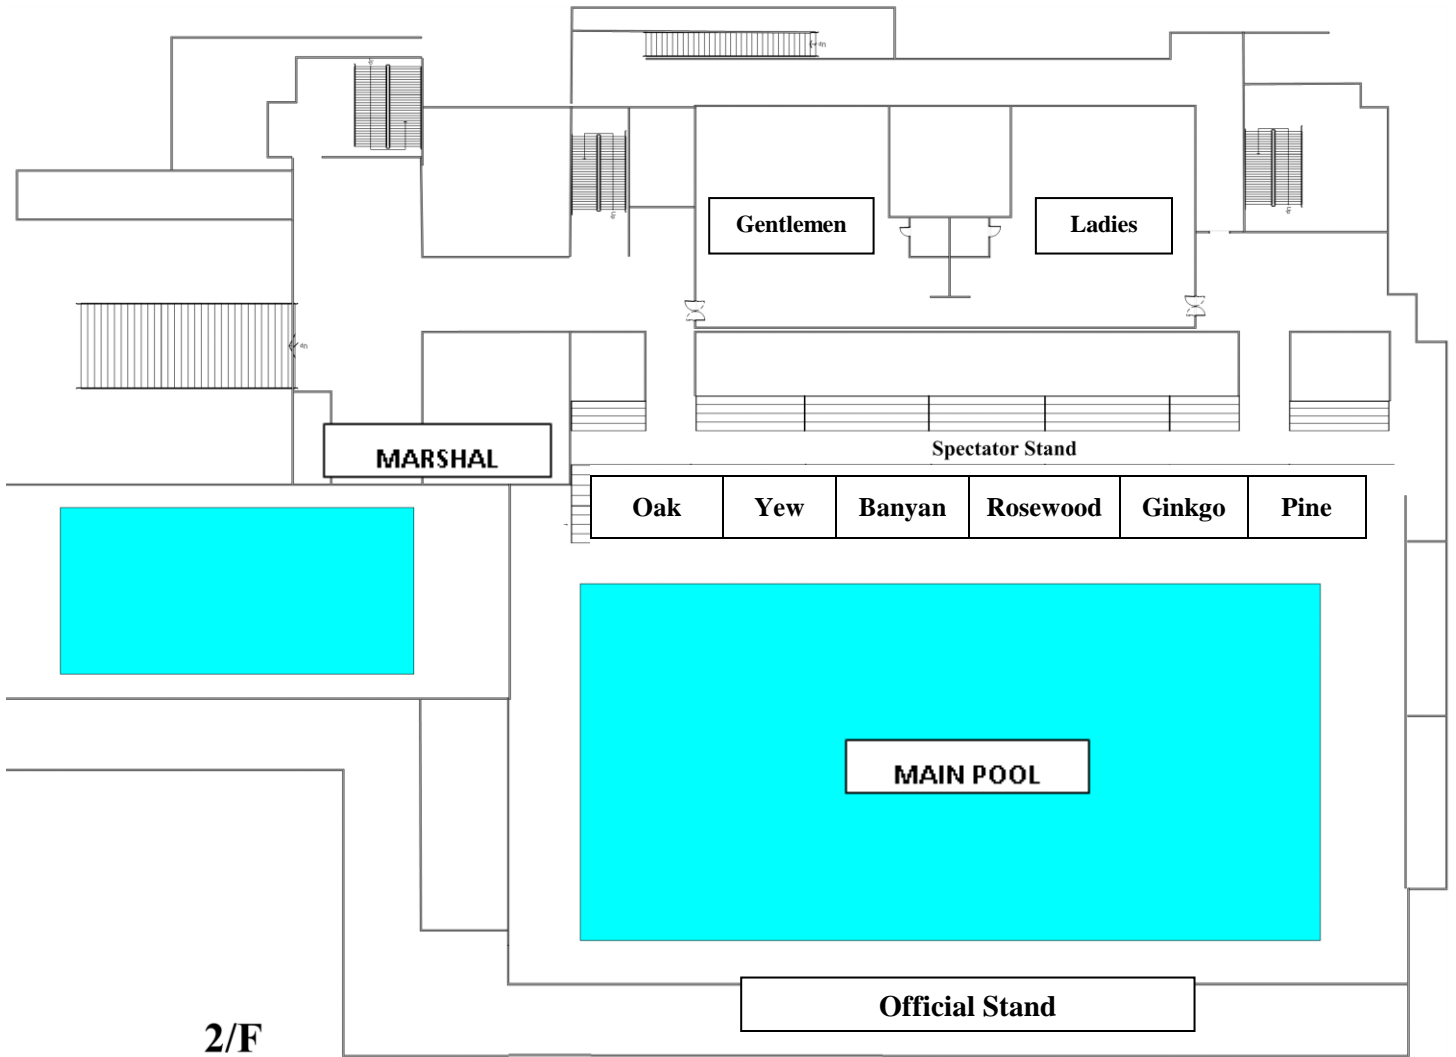 Gentlemen
Ladies
MARSHAL
Spectator Stand
Oak Yew Banyan Rosewood Ginkgo Pine
MAIN POOL
Official Stand
2/F